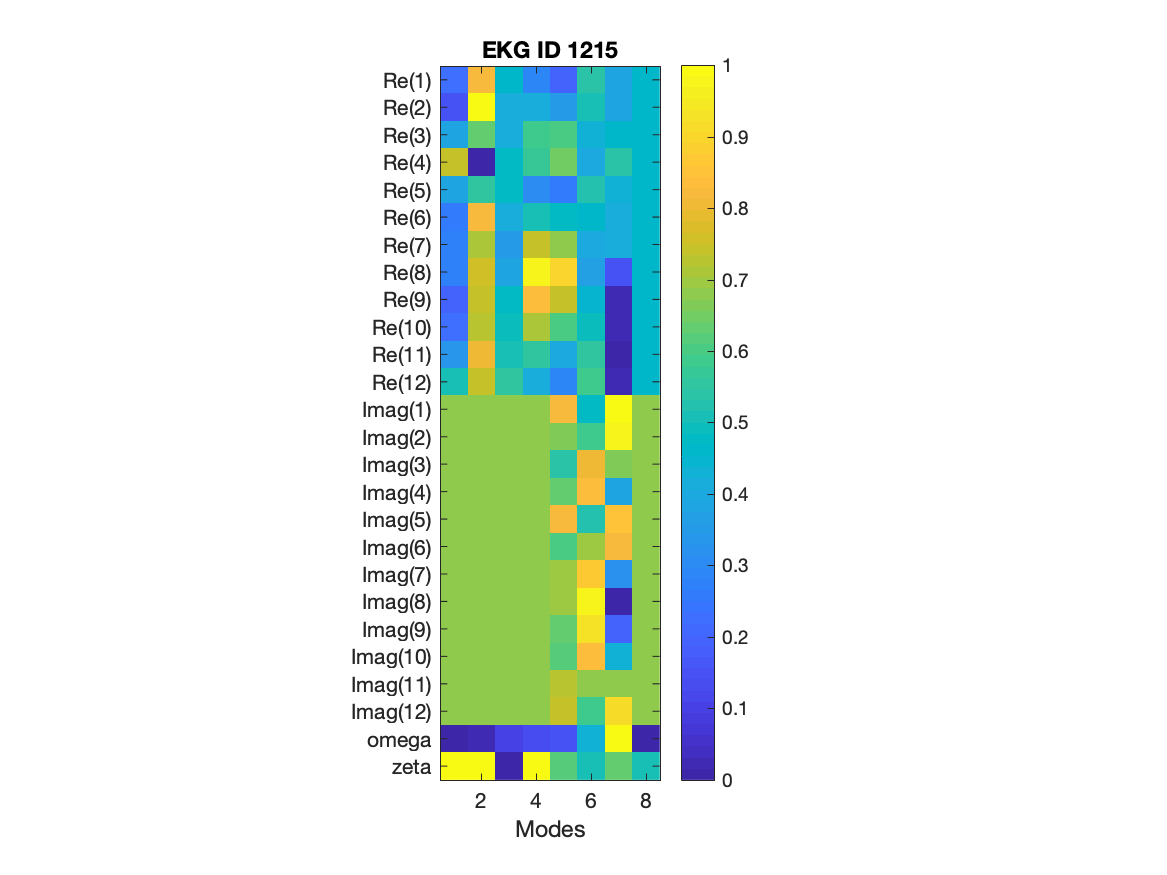 EKG ID 1215
Re(1)
Re(2)
Re(3)
Re(4)
Re(5)
Re(6)
Re(7)
Re(8)
Re(9)
Re(10)
Re(11)
Re(12)
Imag(1)
Imag(2)
Imag(3)
Imag(4)
Imag(5)
Imag(6)
Imag(7)
Imag(8)
Imag(9)
Imag(10)
Imag(11)
Imag(12)
omega
zeta
2 4 6 8
Modes
1
0.9
0.8
0.7
0.6
0.5
0.4
0.3
0.2
0.1
0